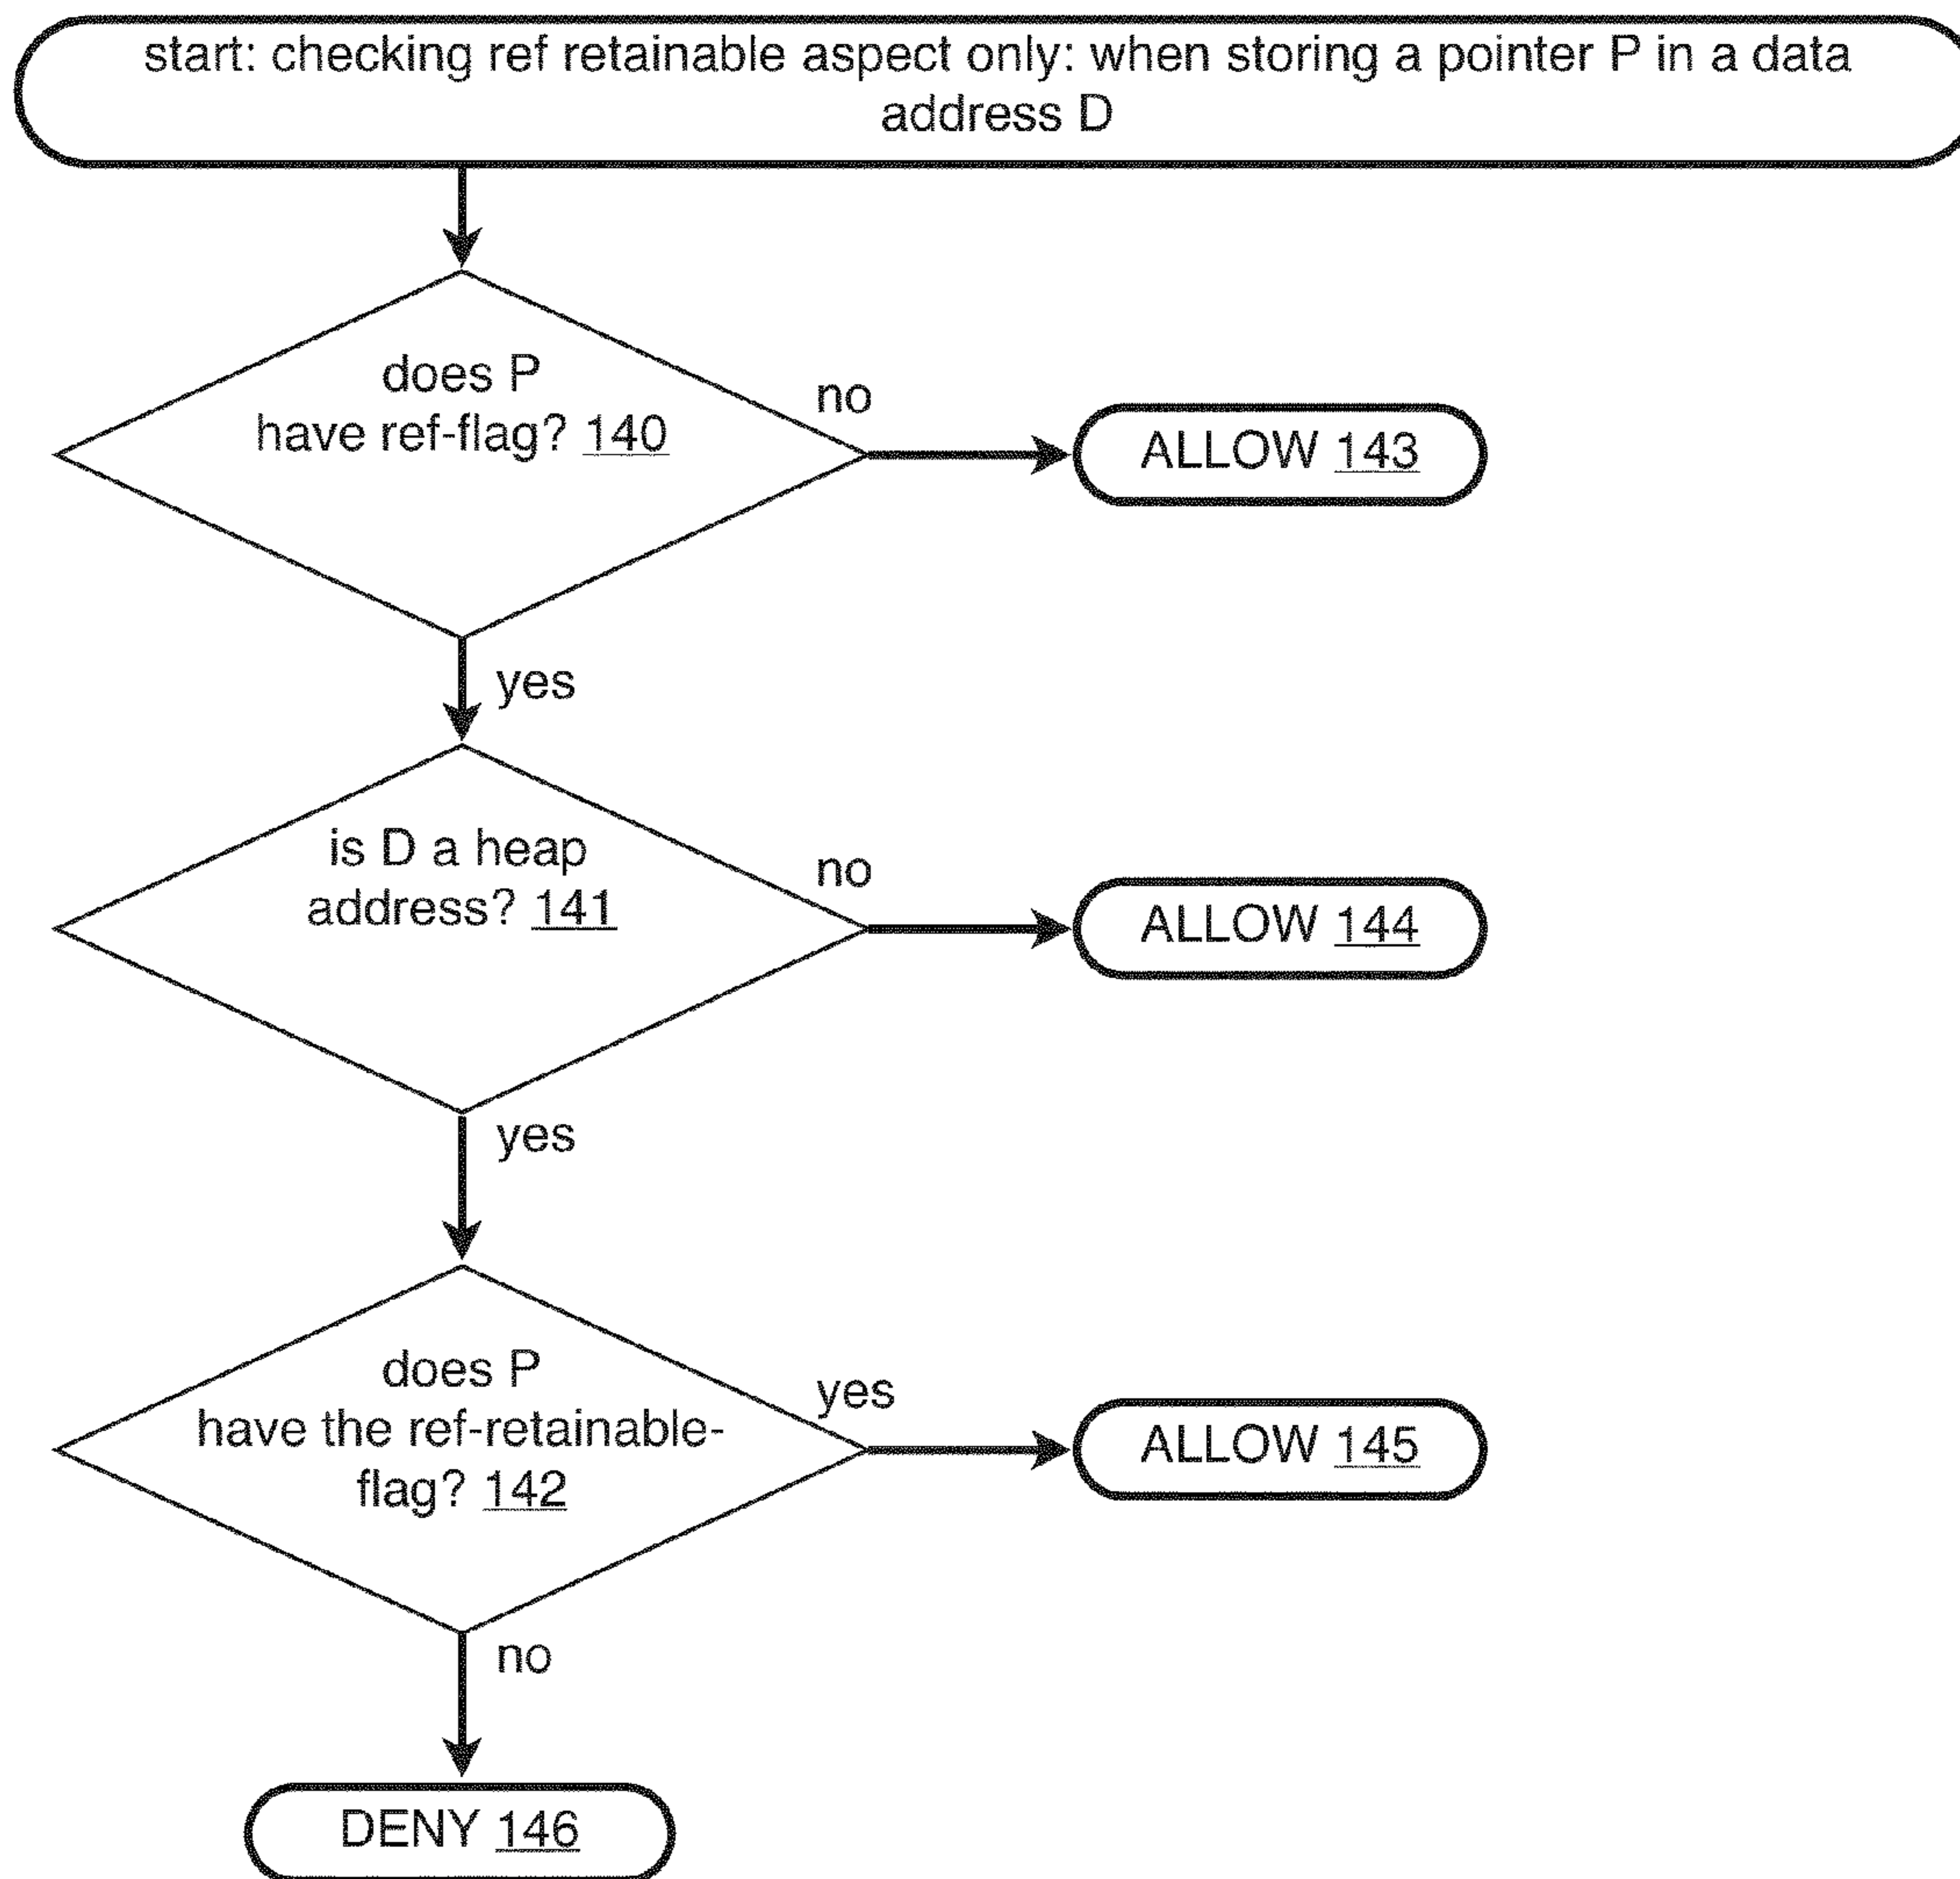 start: checking ref retainable aspect only: when storing a pointer P in a data
address D
does P
have ref-flag? 140
no
ALLOW 143
yes
is D a heap
address? 141
no
ALLOW 144
yes
does P
have the ref-retainable-
flag? 142
yes
ALLOW 145
no
DENY 146